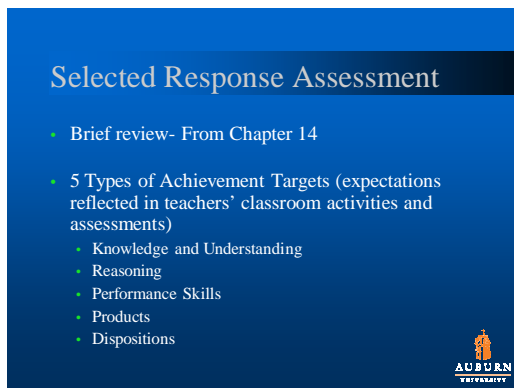 Selected Response Assessment
• Brief review- From Chapter 14
• 5 Types of Achievement Targets (expectations
reflected in teachers' classroom activities and
assessments)
• Knowledge and Understanding
• Reasoning
• Performance Skills
• Products
• Dispositions
AUBURN
UNIVERSITY